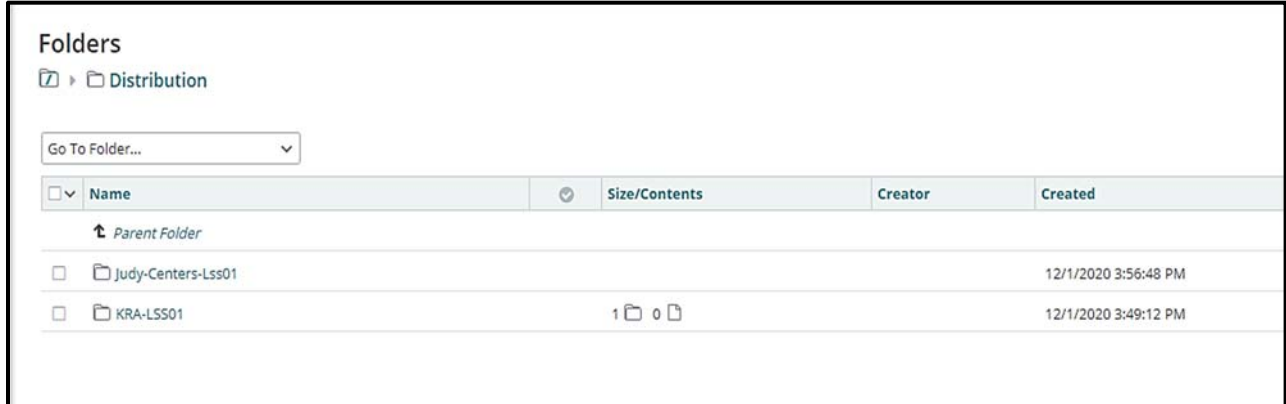 Folders
Distribution
Go To Folder...
Name Size/Contents Creator Created
Parent Folder
Judy-Centers-Lss01 12/1/2020 3:56:48 PM
KRA-LSS01 1 0 12/1/2020 3:49:12 PM